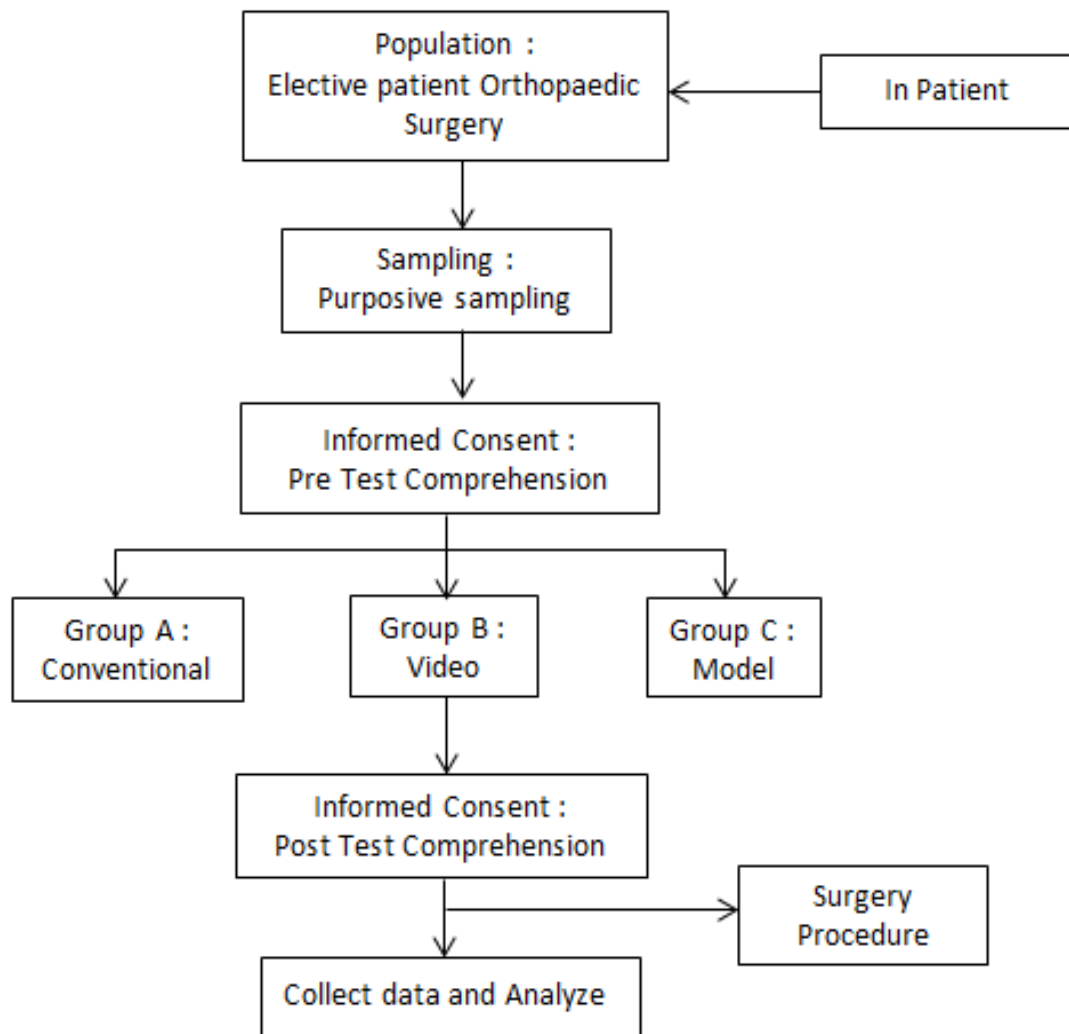 Population :
Elective patient Orthopaedic
Surgery
In Patient
Sampling :
Purposive sampling
Informed Consent :
Pre Test Comprehension
Group A :
Conventional
Group B :
Video
Group C :
Model
Informed Consent :
Post Test Comprehension
Surgery
Procedure
Collect data and Analyze